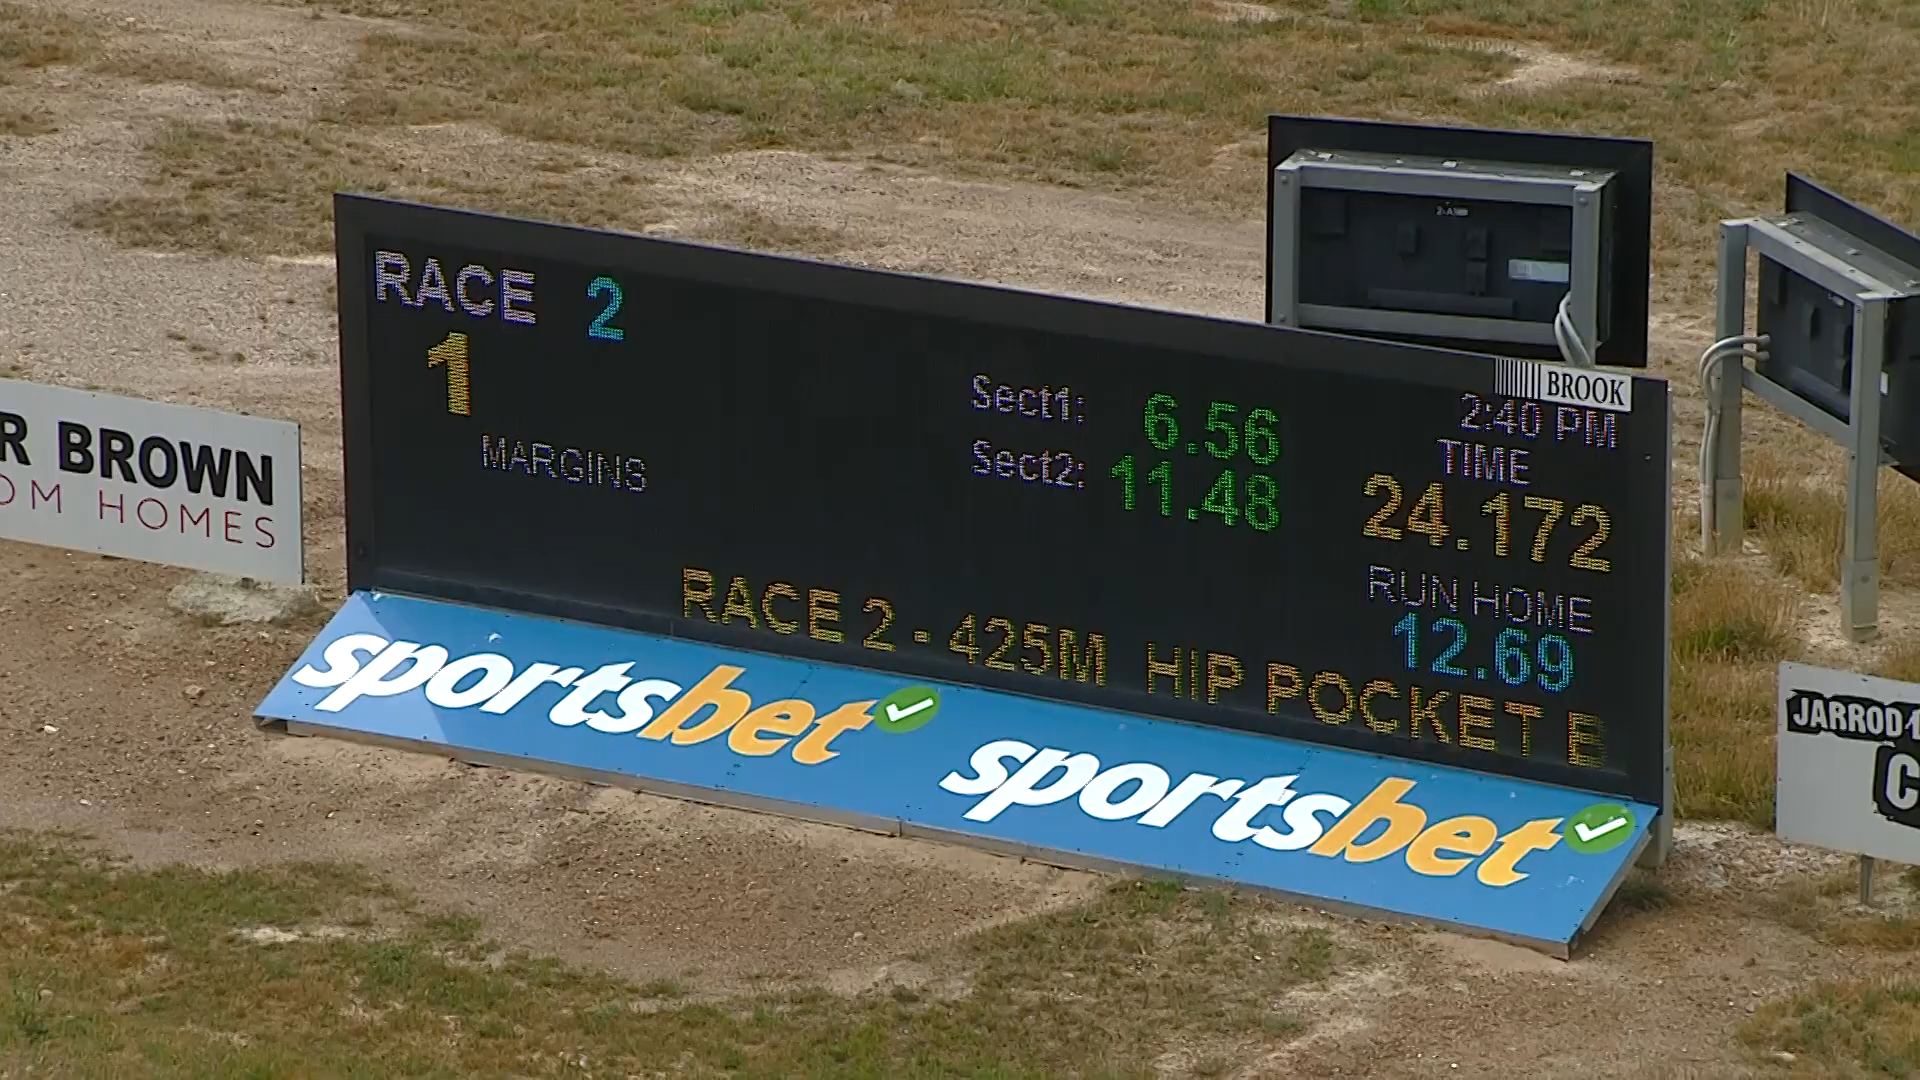 RACE 2
1
MARGINS
Sect1: 6.56
Sect2: 11.48
BROOK
2:40 PM
TIME
24.172
RUN HOME
12.69
RACE 2 - 425M HIP POCKET B
sportsbet
sportsbet
R BROWN
OM HOMES
JARROD
C